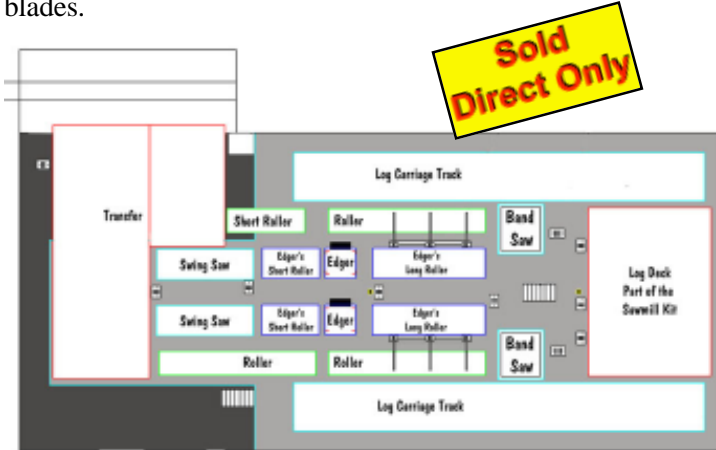 blades.
Sold
Direct Only
Log Carriage Track
Transfer
Short Roller
Roller
Band
Saw
Swing Saw
Edger's
Short Roller
Edger
Edger's
Long Roller
Log Deck
Part of the
Sawmill Kit
Swing Saw
Edger's
Short Roller
Edger
Edger's
Long Roller
Band
Saw
Roller
Roller
Log Carriage Track